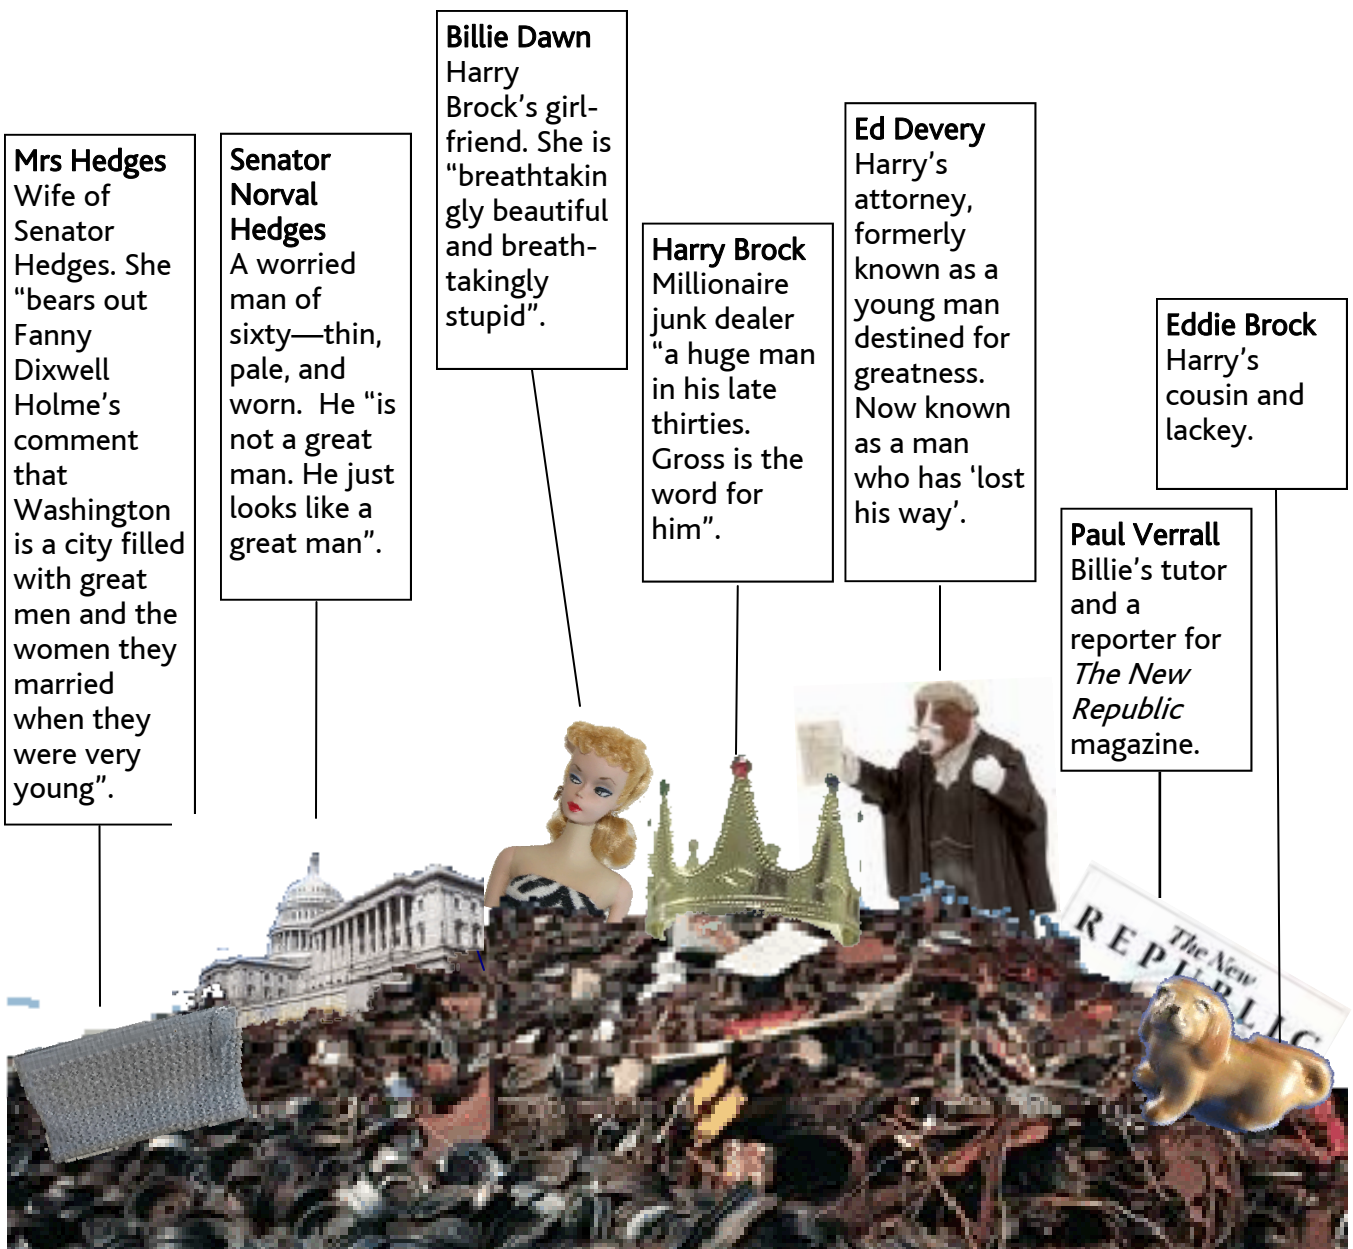 Billie Dawn
Harry
Brock's girl-
friend. She is
“breathtakin
gly beautiful
and breath-
takingly
stupid”.
Mrs Hedges
Wife of
Senator
Hedges. She
“bears out
Fanny
Dixwell
Holme's
comment
that
Washington
is a city filled
with great
men and the
women they
married
when they
were very
young”.
Senator
Norval
Hedges
A worried
man of
sixty—thin,
pale, and
worn.  He “is
not a great
man. He just
looks like a
great man”.
Harry Brock
Millionaire
junk dealer
“a huge man
in his late
thirties.
Gross is the
word for
him”.
Ed Devery
Harry's
attorney,
formerly
known as a
young man
destined for
greatness.
Now known
as a man
who has ‘lost
his way’.
Paul Verrall
Billie's tutor
and a
reporter for
The New
Republic
magazine.
Eddie Brock
Harry's
cousin and
lackey.
The New